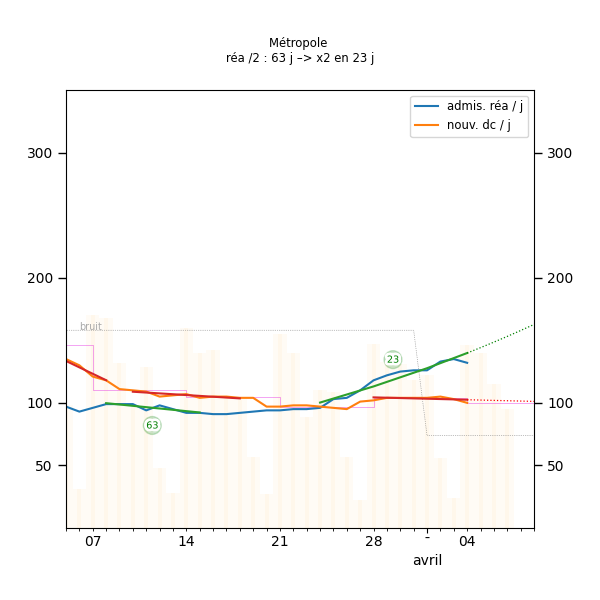 Métropole
réa /2 : 63 j –> x2 en 23 j
admis. réa / j
nouv. dc / j
300
300
200
200
bruit
23
100
100
63
50
50
07
14
21
28
-
04
avril